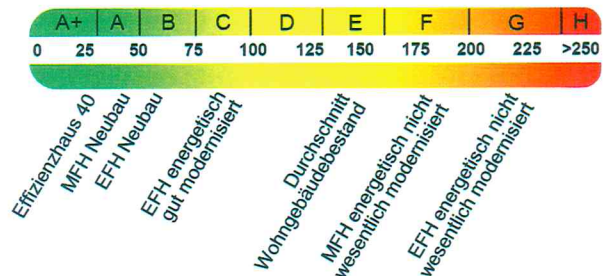 A+ A B C D E F G H
0 25 50 75 100 125 150 175 200 225 >250
Effizienzhaus 40
MFH Neubau
EFH Neubau
EFH energetisch
gut modernisiert
Durchschnitt
Wohngebäudebestand
MFH energetisch nicht
wesentlich modernisiert
EFH energetisch nicht
wesentlich modernisiert